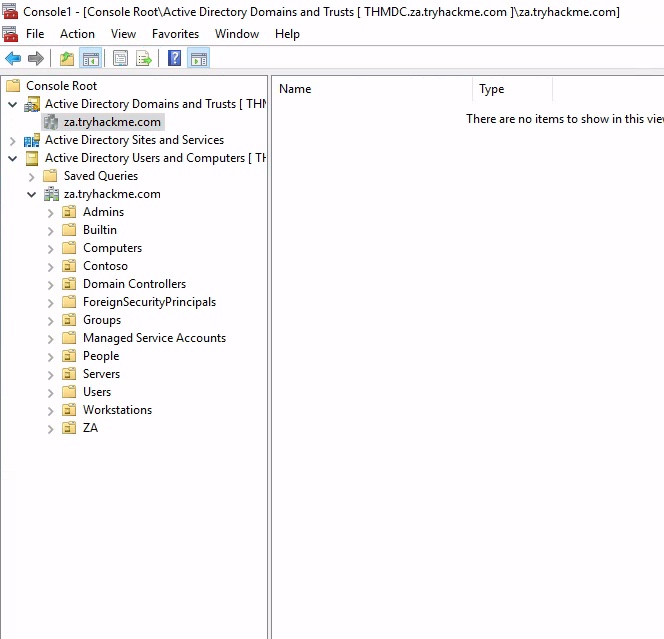 Console1 - [Console Root\Active Directory Domains and Trusts [ THMDC.za.tryhackme.com ]\za.tryhackme.com]
File Action View Favorites Window Help
Console Root
Active Directory Domains and Trusts [ TH
za.tryhackme.com
Active Directory Sites and Services
Active Directory Users and Computers [ TH
Saved Queries
za.tryhackme.com
Admins
Builtin
Computers
Contoso
Domain Controllers
ForeignSecurityPrincipals
Groups
Managed Service Accounts
People
Servers
Users
Workstations
ZA
Name Type
There are no items to show in this view